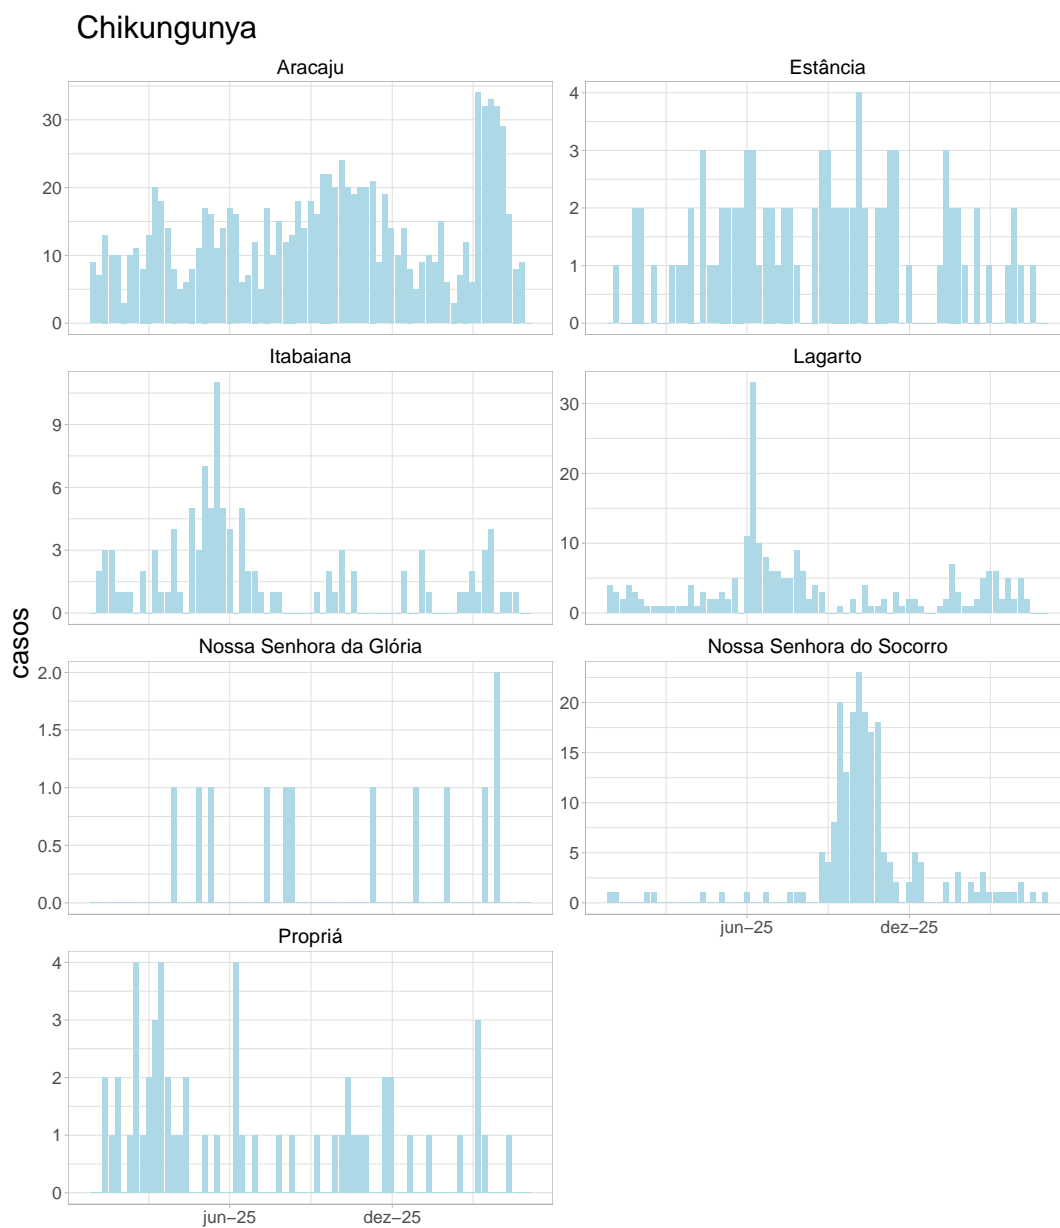 Chikungunya
Aracaju
Estância
30
20
10
0
4
3
2
1
0
Itabaiana
Lagarto
9
6
3
0
30
20
10
0
casos
Nossa Senhora da Glória
Nossa Senhora do Socorro
2.0
1.5
1.0
0.5
0.0
20
15
10
5
0
jun−25
dez−25
Propriá
4
3
2
1
0
jun−25
dez−25